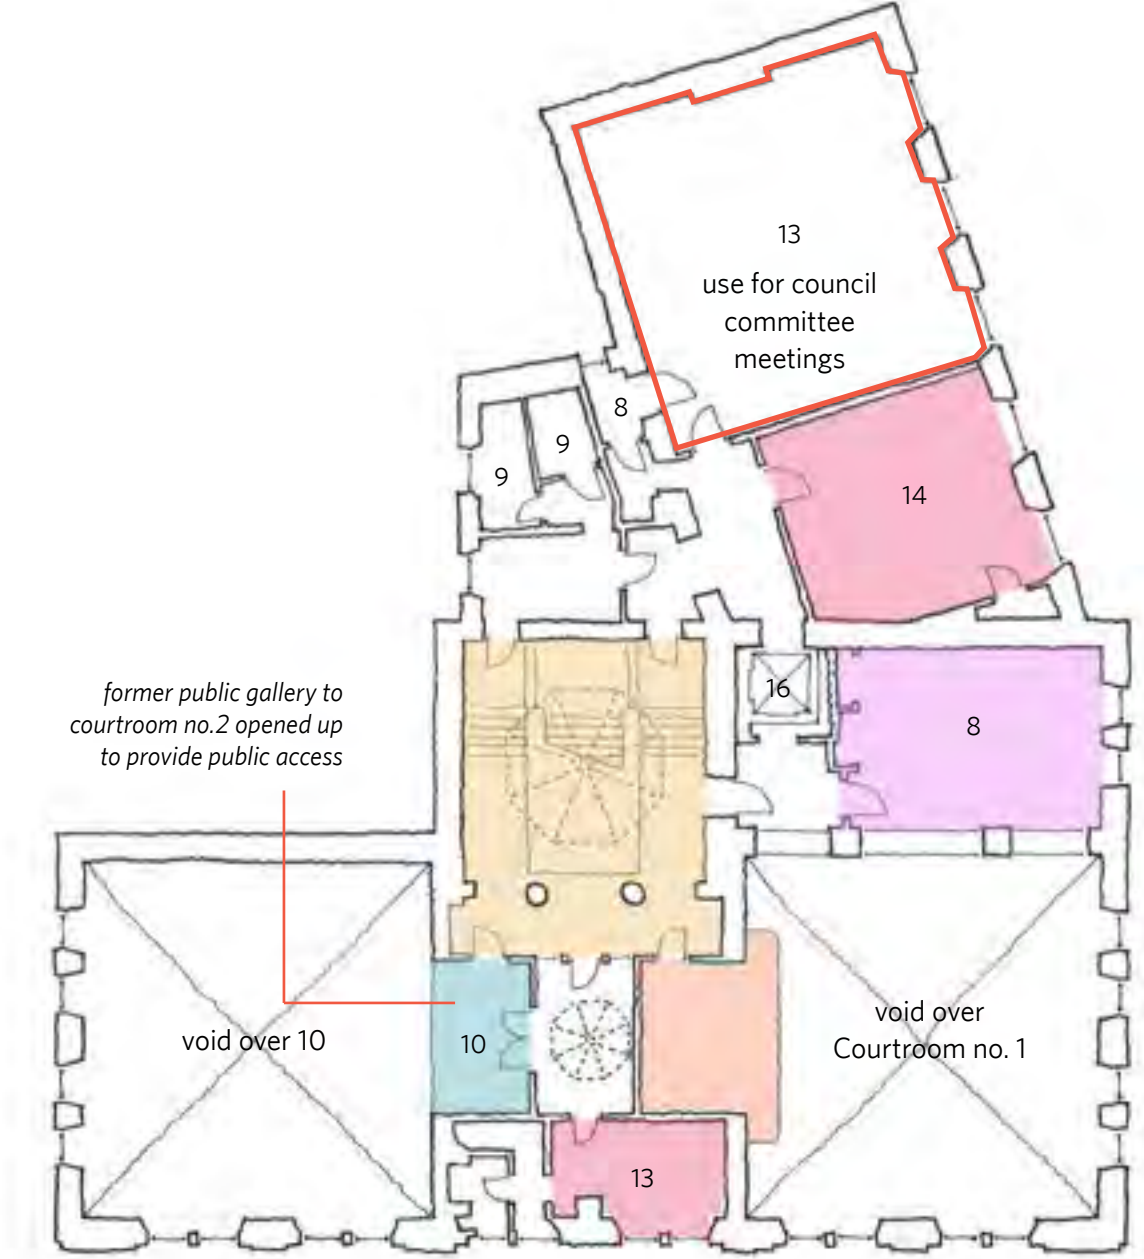 13
use for council
committee
meetings
8
9
9
14
former public gallery to
courtroom no.2 opened up
to provide public access
16
8
void over 10
10
void over
Courtroom no. 1
13